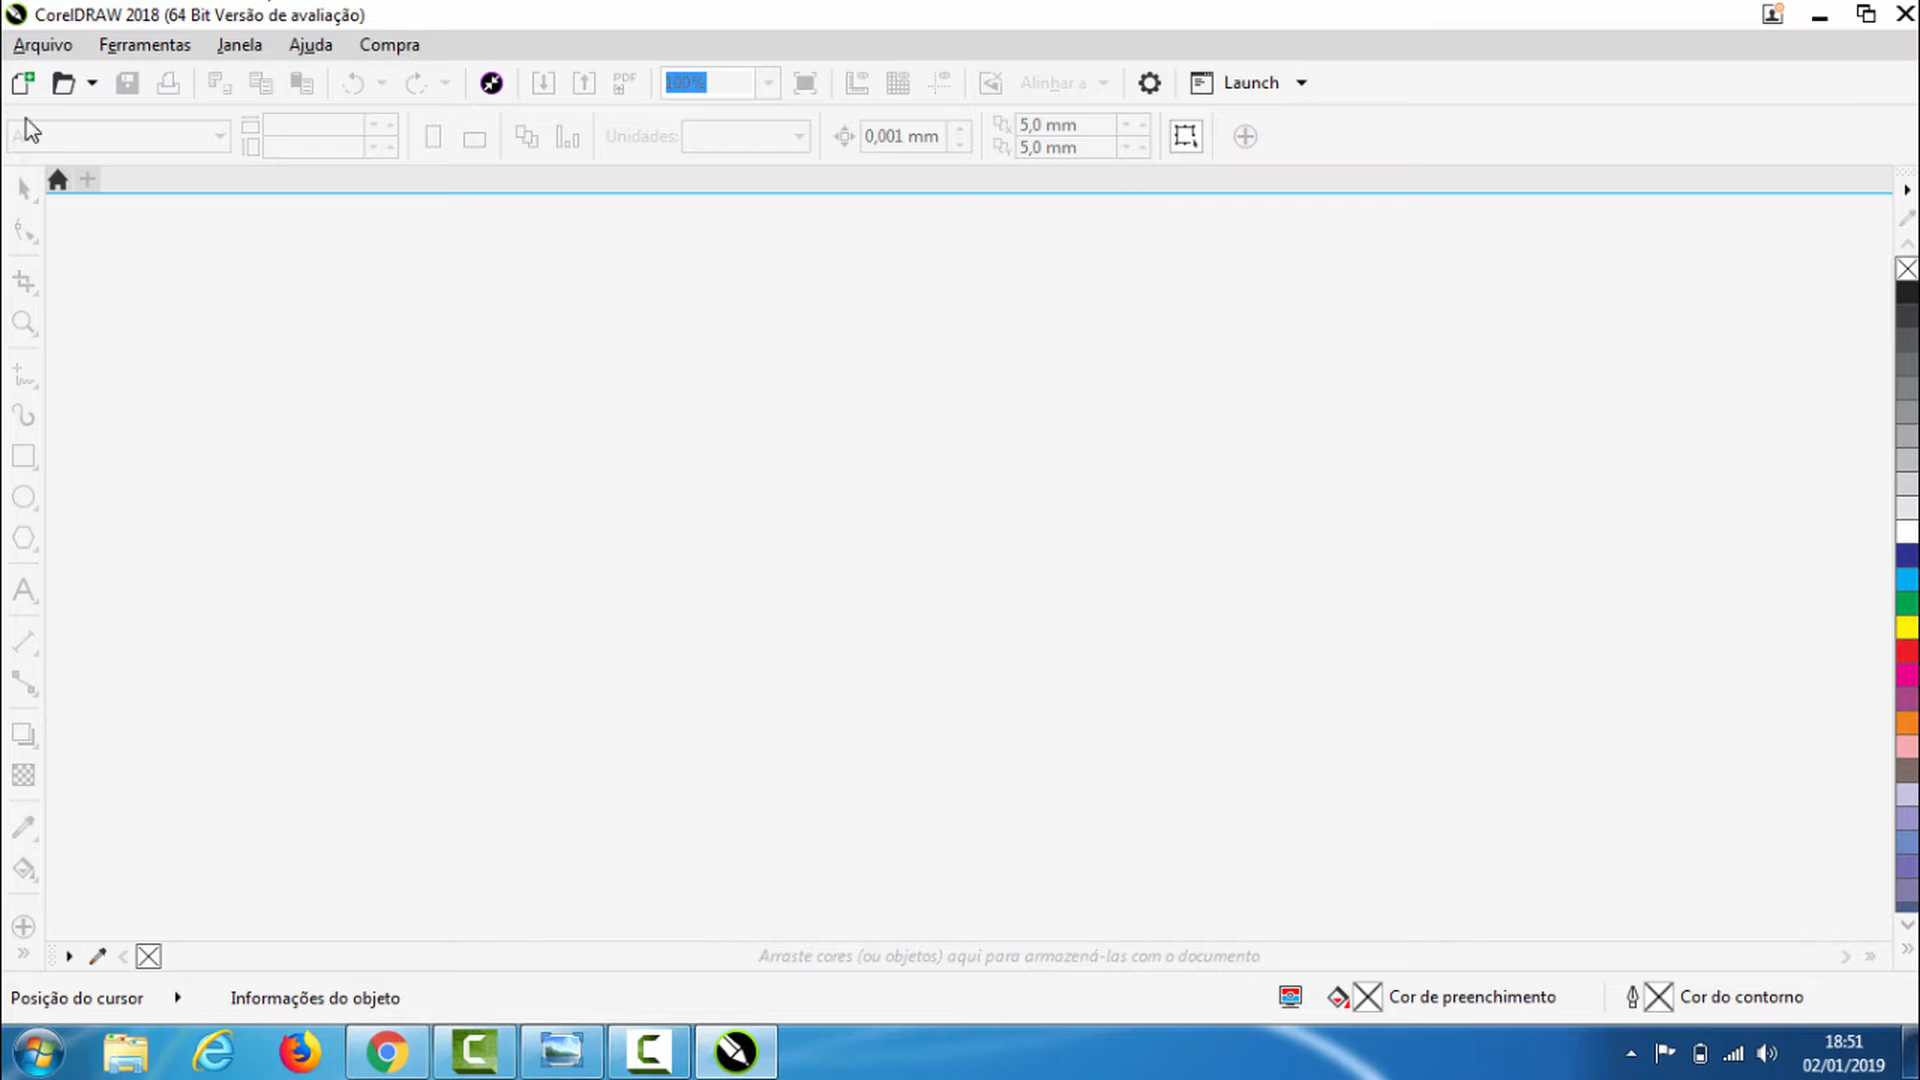 CorelDRAW 2018 (64 Bit Versão de avaliação)
Arquivo Ferramentas Janela Ajuda Compra
PDF 100% Alinhar a Launch
Unidades: 0,001 mm 5,0 mm
5,0 mm
Arraste cores (ou objetos) aqui para armazená-las com o documento
Posição do cursor Informações do objeto Cor de preenchimento Cor do contorno
18:51
02/01/2019